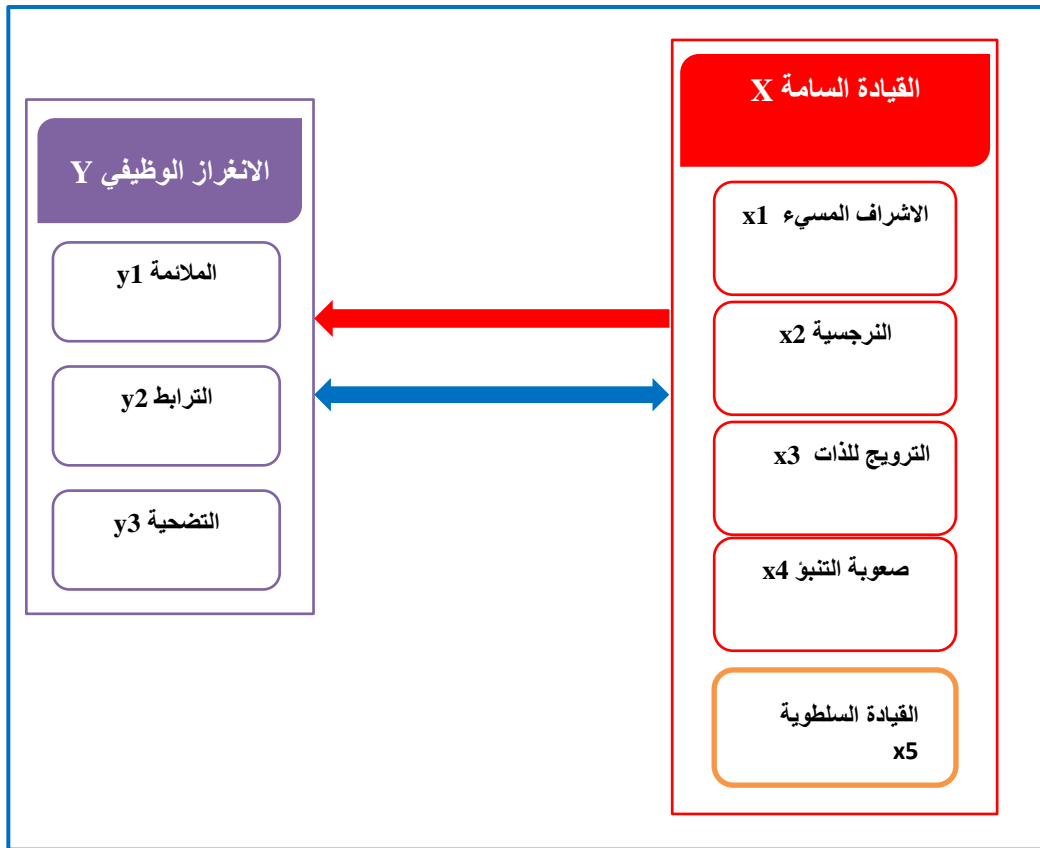 القيادة السامة X
الاشراف المسيء x1
النرجسية x2
الترويج للذات x3
صعوبة التنبؤ x4
القيادة السلطوية
x5
الانغراز الوظيفي Y
الملائمة y1
الترابط y2
التضحية y3